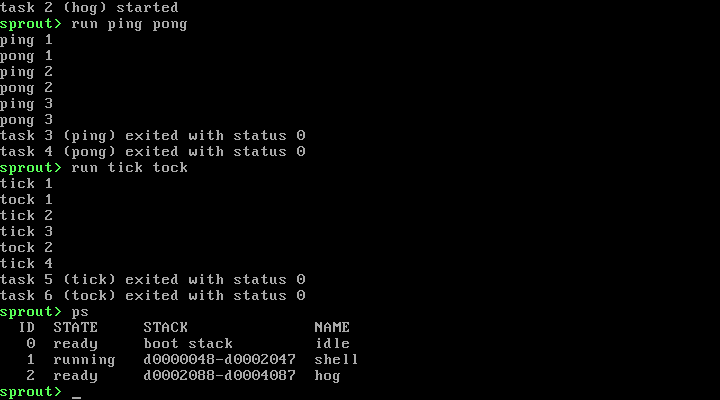 task 2 (hog) started
sprout> run ping pong
ping 1
pong 1
ping 2
pong 2
ping 3
pong 3
task 3 (ping) exited with status 0
task 4 (pong) exited with status 0
sprout> run tick tock
tick 1
tock 1
tick 2
tick 3
tock 2
tick 4
task 5 (tick) exited with status 0
task 6 (tock) exited with status 0
sprout> ps
  ID  STATE     STACK              NAME
   0  ready     boot stack         idle
   1  running   d0000048-d0002047  shell
   2  ready     d0002088-d0004087  hog
sprout> _